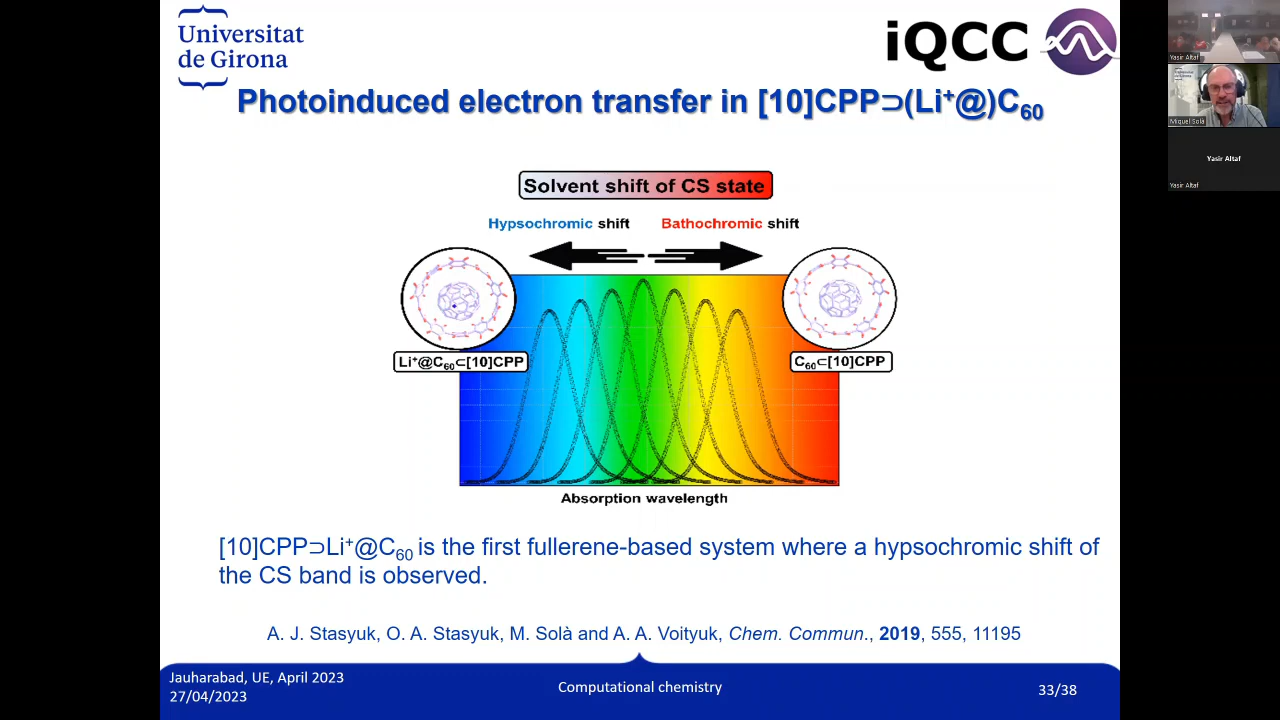 Universitat
de Girona
iQCC
Photoinduced electron transfer in [10]CPP⊃(Li⁺@)C₆₀
Solvent shift of CS state
Hypsochromic shift
Bathochromic shift
Li⁺@C₆₀⊂[10]CPP
C₆₀⊂[10]CPP
Absorption wavelength
[10]CPP⊃Li⁺@C₆₀ is the first fullerene-based system where a hypsochromic shift of
the CS band is observed.
A. J. Stasyuk, O. A. Stasyuk, M. Solà and A. A. Voityuk, Chem. Commun., 2019, 555, 11195
Jauharabad, UE, April 2023
27/04/2023
Computational chemistry
33/38
Yasir Altaf
Miquel Solà
Yasir Altaf
Yasir Altaf